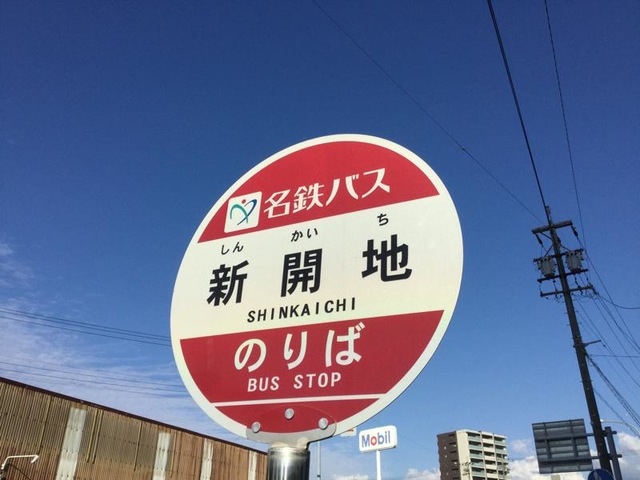 名鉄バス
しん かい ち
新開地
SHINKAICHI
のりば
BUS STOP
Mobil